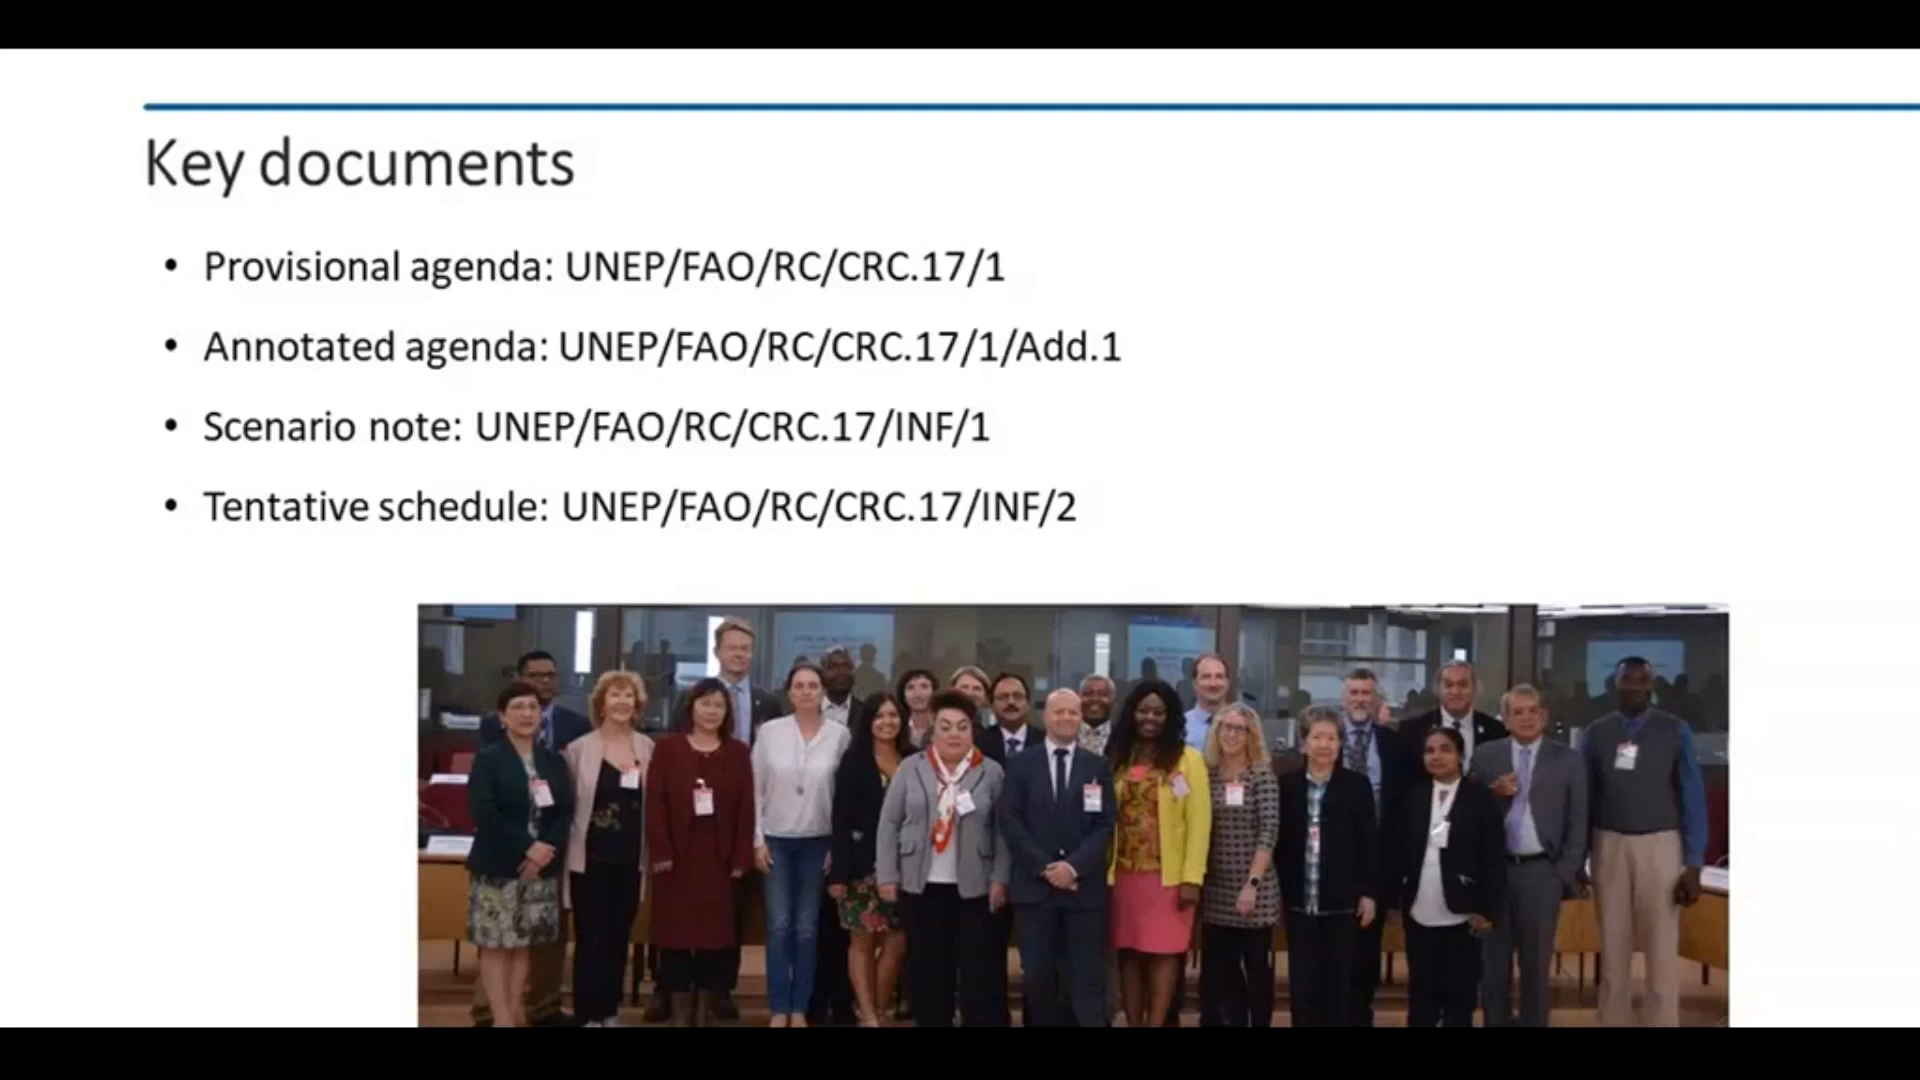 Key documents
• Provisional agenda: UNEP/FAO/RC/CRC.17/1
• Annotated agenda: UNEP/FAO/RC/CRC.17/1/Add.1
• Scenario note: UNEP/FAO/RC/CRC.17/INF/1
• Tentative schedule: UNEP/FAO/RC/CRC.17/INF/2